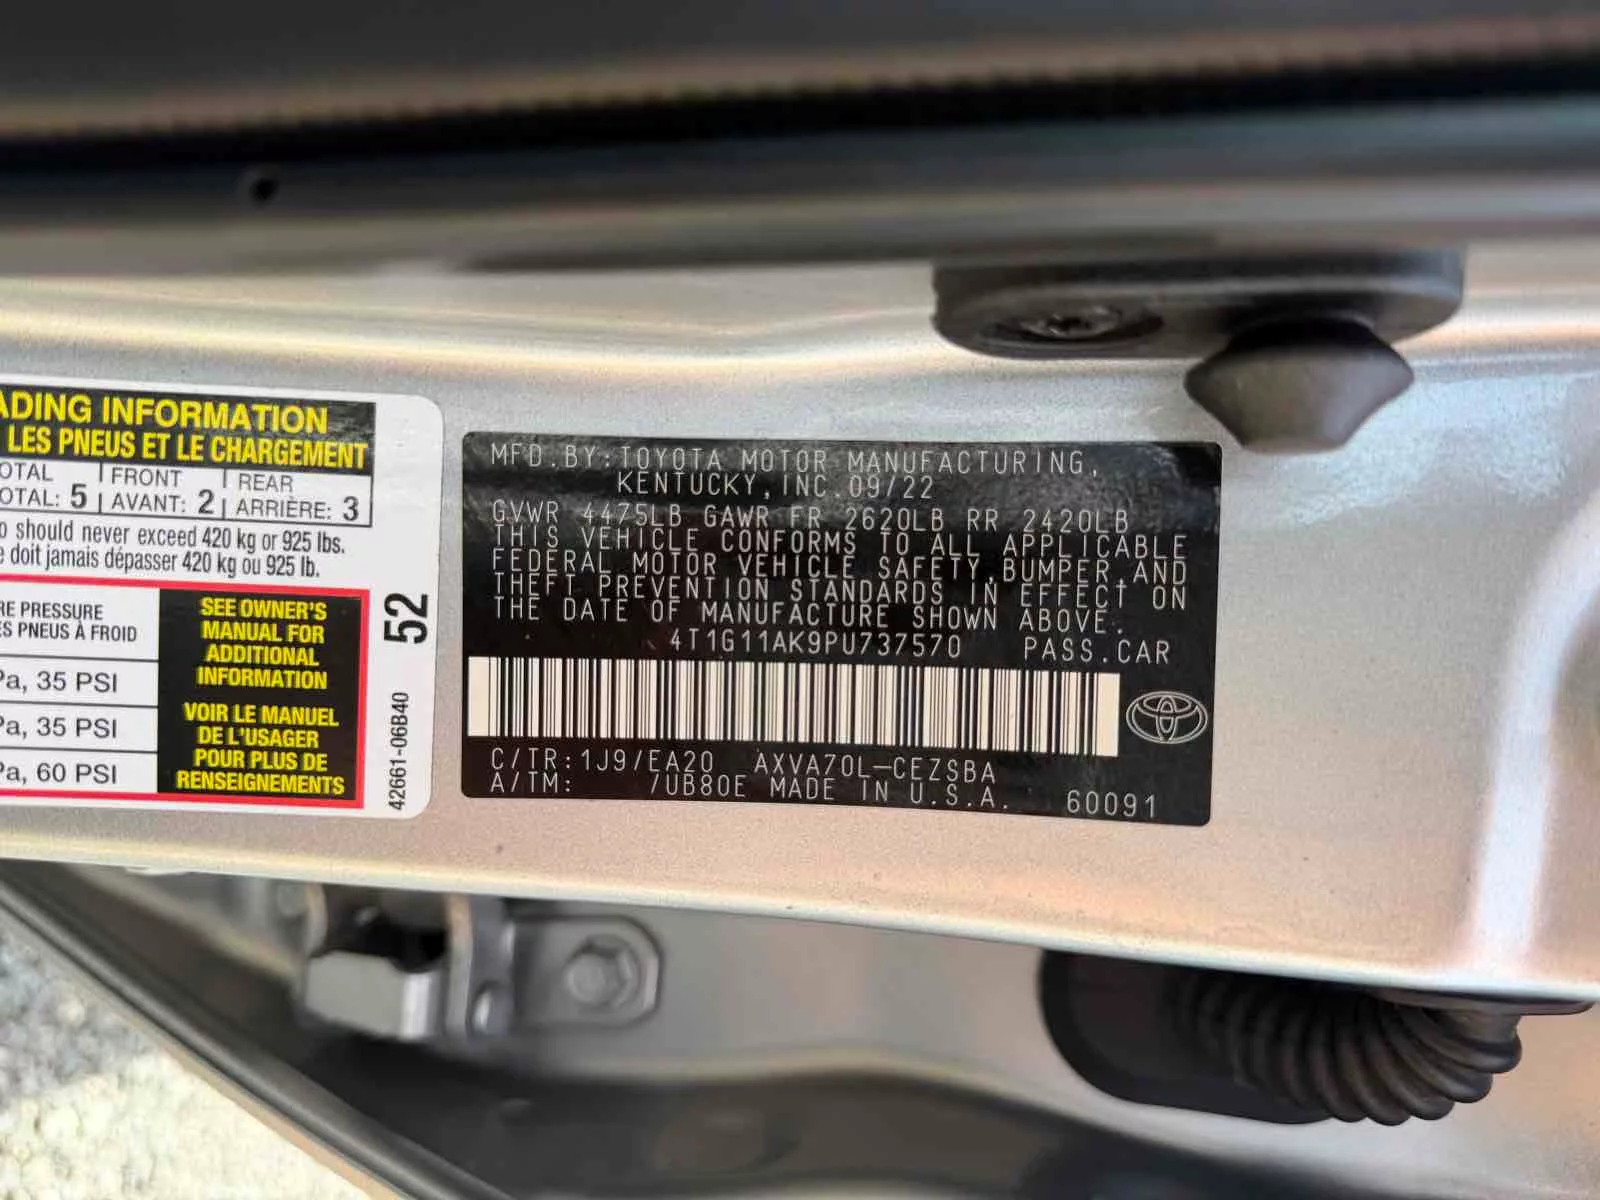 ADING INFORMATION
LES PNEUS ET LE CHARGEMENT
OTAL FRONT REAR
OTAL: 5 AVANT: 2 ARRIÈRE: 3
o should never exceed 420 kg or 925 lbs.
e doit jamais dépasser 420 kg ou 925 lb.
RE PRESSURE
ES PNEUS À FROID
Pa, 35 PSI
Pa, 35 PSI
Pa, 60 PSI
SEE OWNER'S
MANUAL FOR
ADDITIONAL
INFORMATION
VOIR LE MANUEL
DE L'USAGER
POUR PLUS DE
RENSEIGNEMENTS
52
42661-06B40
MFD.BY:TOYOTA MOTOR MANUFACTURING,
KENTUCKY,INC.09/22
GVWR 4475LB GAWR FR 2620LB RR 2420LB
THIS VEHICLE CONFORMS TO ALL APPLICABLE
FEDERAL MOTOR VEHICLE SAFETY,BUMPER,AND
THEFT PREVENTION STANDARDS IN EFFECT ON
THE DATE OF MANUFACTURE SHOWN ABOVE.
4T1G11AK9PU737570 PASS.CAR
C/TR:1J9/EA20 AXVA70L-CEZSBA
A/TM: /UB80E MADE IN U.S.A. 60091